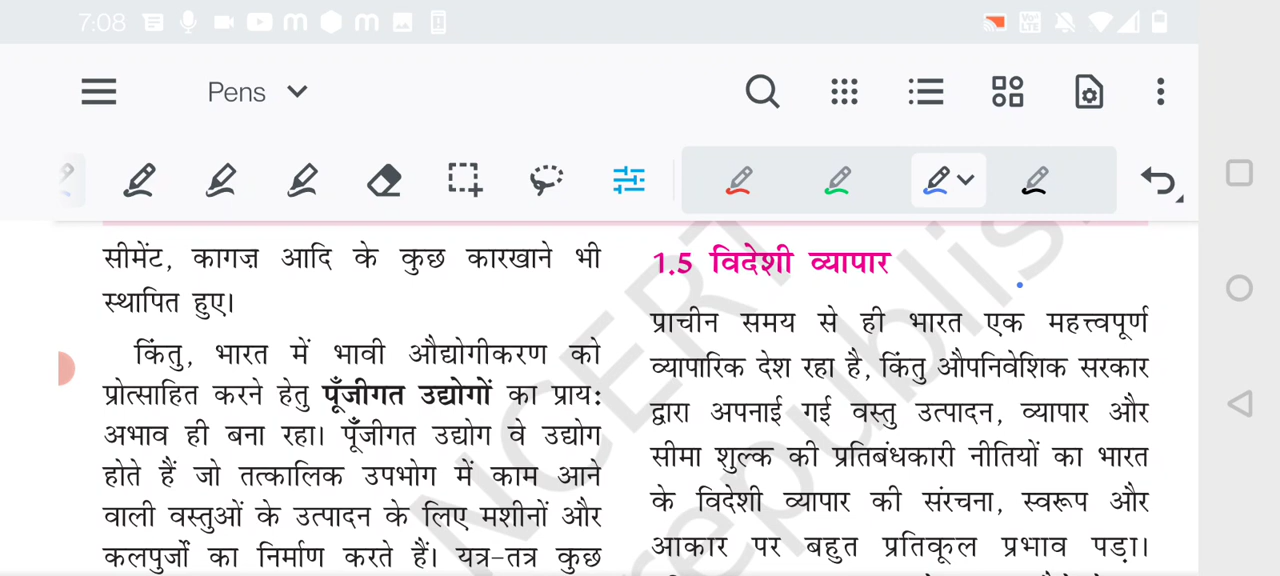 7:08
Pens
सीमेंट, कागज़ आदि के कुछ कारखाने भी
स्थापित हुए।
किंतु, भारत में भावी औद्योगीकरण को
प्रोत्साहित करने हेतु पूँजीगत उद्योगों का प्राय:
अभाव ही बना रहा। पूँजीगत उद्योग वे उद्योग
होते हैं जो तत्कालिक उपभोग में काम आने
वाली वस्तुओं के उत्पादन के लिए मशीनों और
कलपुर्जों का निर्माण करते हैं। यत्र-तत्र कुछ
1.5 विदेशी व्यापार
प्राचीन समय से ही भारत एक महत्त्वपूर्ण
व्यापारिक देश रहा है, किंतु औपनिवेशिक सरकार
द्वारा अपनाई गई वस्तु उत्पादन, व्यापार और
सीमा शुल्क की प्रतिबंधकारी नीतियों का भारत
के विदेशी व्यापार की संरचना, स्वरूप और
आकार पर बहुत प्रतिकूल प्रभाव पड़ा।
NCERT
republis